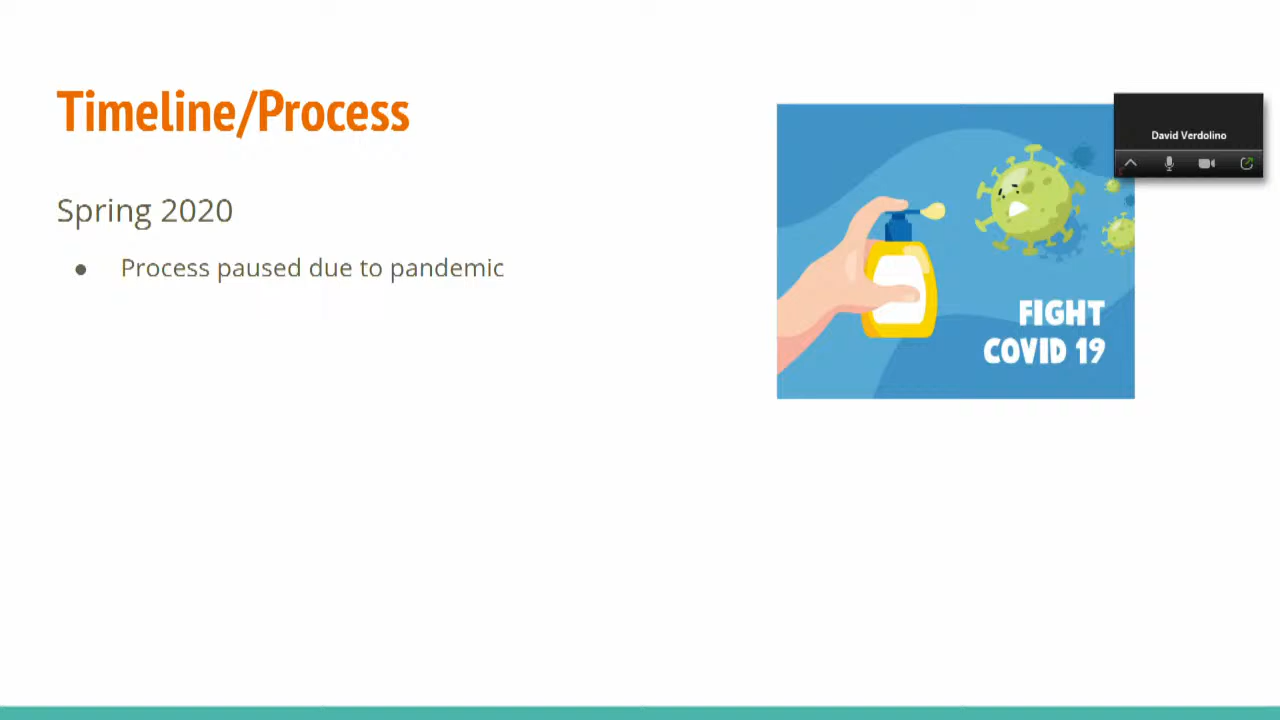 Timeline/Process
Spring 2020
● Process paused due to pandemic
FIGHT
COVID 19
David Verdolino